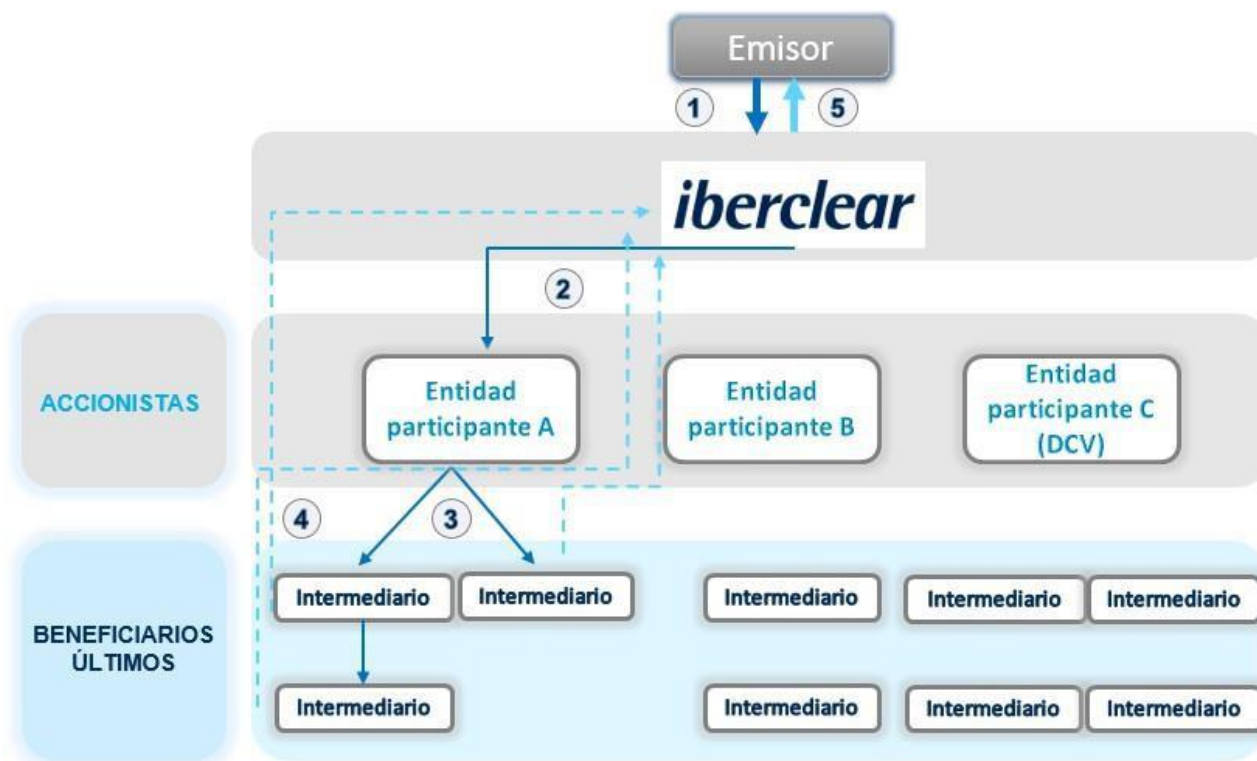 Emisor
1
5
iberclear
2
ACCIONISTAS
Entidad
participante A
Entidad
participante B
Entidad
participante C
(DCV)
4
3
BENEFICIARIOS
ÚLTIMOS
Intermediario
Intermediario
Intermediario
Intermediario
Intermediario
Intermediario
Intermediario
Intermediario
Intermediario